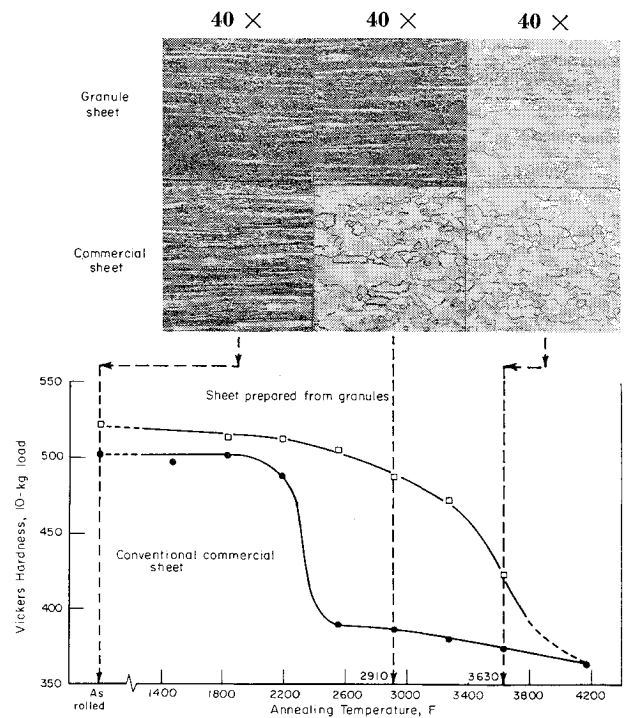 40 × 40 × 40 ×
Granule
sheet
Commercial
sheet
550
Sheet prepared from granules
500
450
Conventional commercial
sheet
400
350
Vickers Hardness, 10-kg load
2910
3630
As
rolled
1400 1800 2200 2600 3000 3400 3800 4200
Annealing Temperature, F